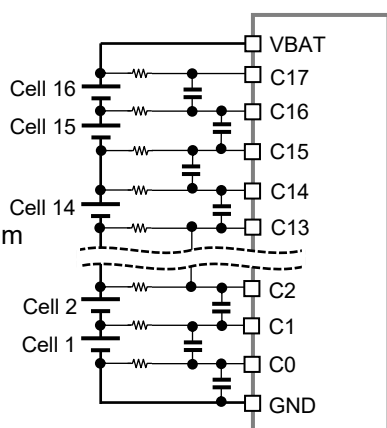 VBAT
C17
Cell 16
C16
Cell 15
C15
C14
Cell 14
C13
m
C2
Cell 2
C1
Cell 1
C0
GND